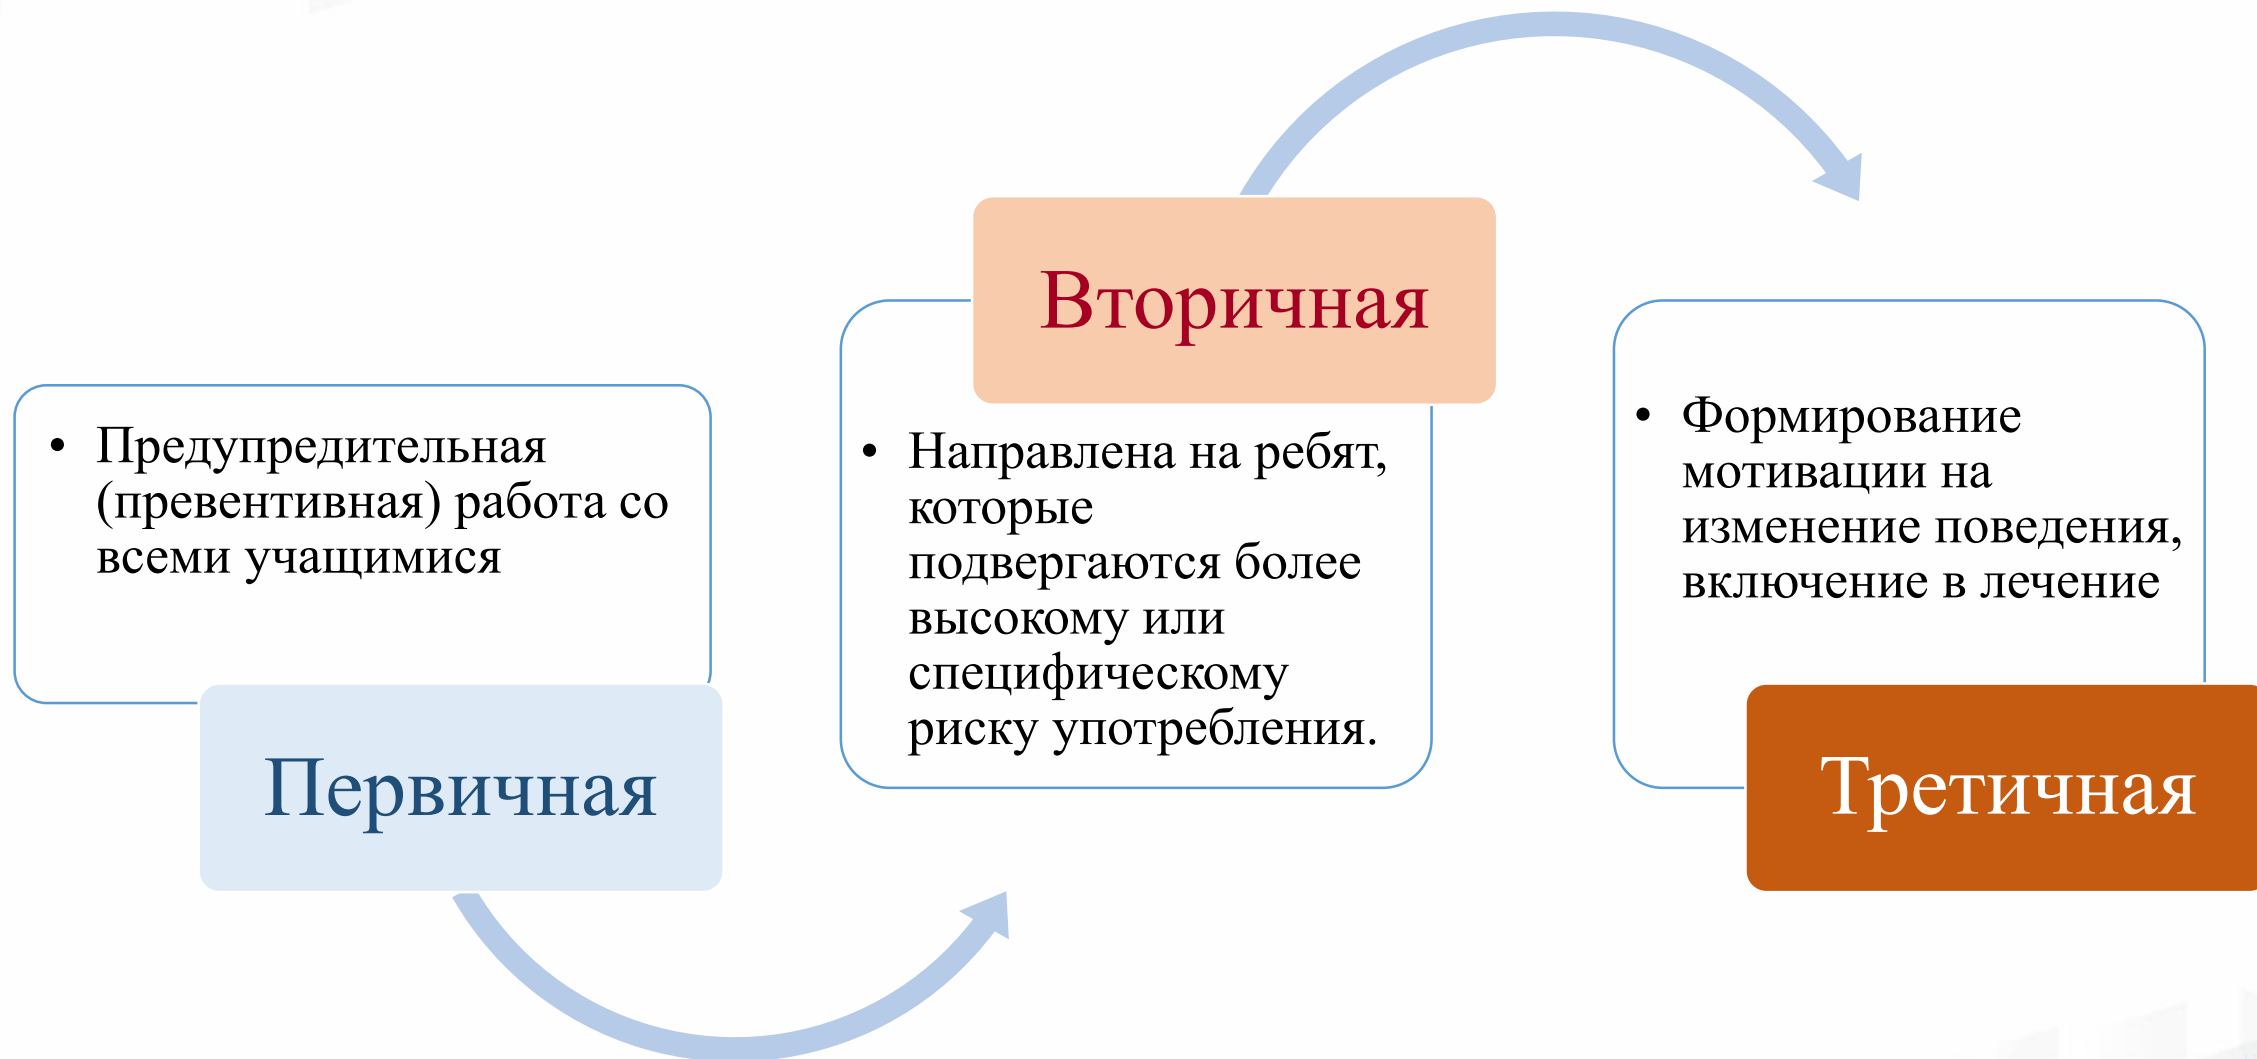 • Предупредительная
(превентивная) работа со
всеми учащимися
Первичная
Вторичная
• Направлена на ребят,
которые
подвергаются более
высокому или
специфическому
риску употребления.
• Формирование
мотивации на
изменение поведения,
включение в лечение
Третичная